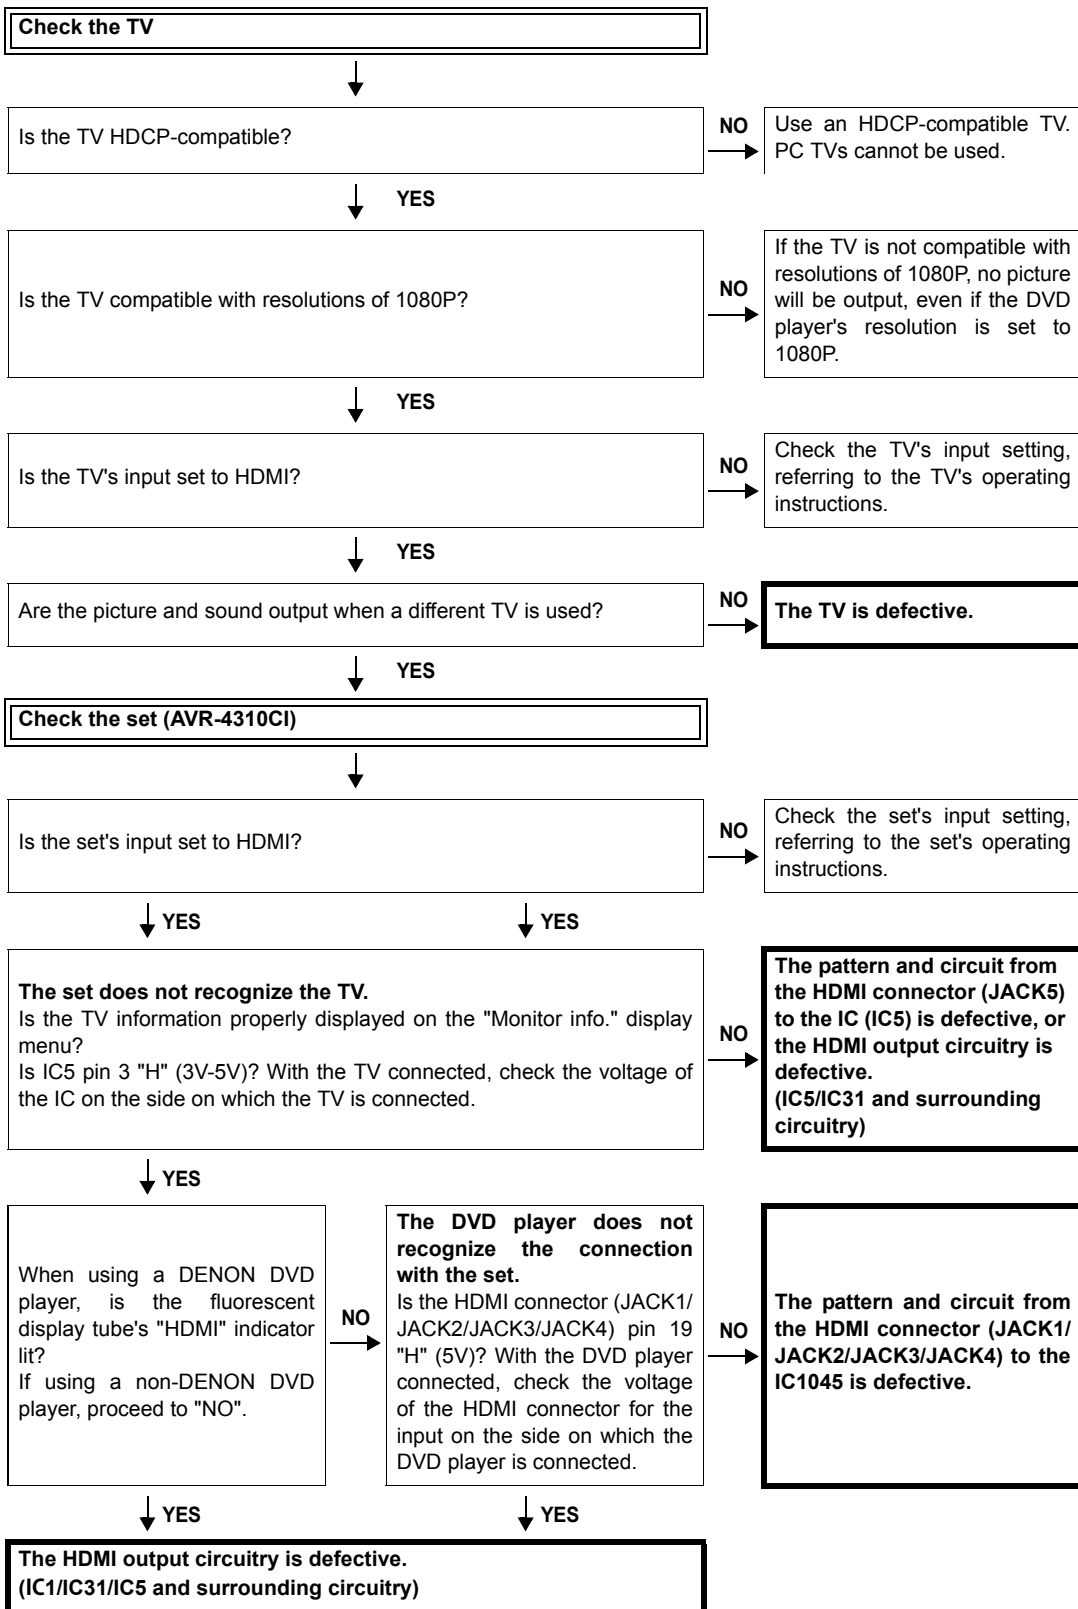 Check the TV
Is the TV HDCP-compatible?
NO
Use an HDCP-compatible TV.
PC TVs cannot be used.
YES
Is the TV compatible with resolutions of 1080P?
NO
If the TV is not compatible with
resolutions of 1080P, no picture
will be output, even if the DVD
player's resolution is set to
1080P.
YES
Is the TV's input set to HDMI?
NO
Check the TV's input setting,
referring to the TV's operating
instructions.
YES
Are the picture and sound output when a different TV is used?
NO
The TV is defective.
YES
Check the set (AVR-4310CI)
Is the set's input set to HDMI?
NO
Check the set's input setting,
referring to the set's operating
instructions.
YES
YES
The set does not recognize the TV.
Is the TV information properly displayed on the "Monitor info." display
menu?
Is IC5 pin 3 "H" (3V-5V)? With the TV connected, check the voltage of
the IC on the side on which the TV is connected.
NO
The pattern and circuit from
the HDMI connector (JACK5)
to the IC (IC5) is defective, or
the HDMI output circuitry is
defective.
(IC5/IC31 and surrounding
circuitry)
YES
When using a DENON DVD
player, is the fluorescent
display tube's "HDMI" indicator
lit?
If using a non-DENON DVD
player, proceed to "NO".
NO
The DVD player does not
recognize the connection
with the set.
Is the HDMI connector (JACK1/
JACK2/JACK3/JACK4) pin 19
"H" (5V)? With the DVD player
connected, check the voltage
of the HDMI connector for the
input on the side on which the
DVD player is connected.
NO
The pattern and circuit from
the HDMI connector (JACK1/
JACK2/JACK3/JACK4) to the
IC1045 is defective.
YES
YES
The HDMI output circuitry is defective.
(IC1/IC31/IC5 and surrounding circuitry)